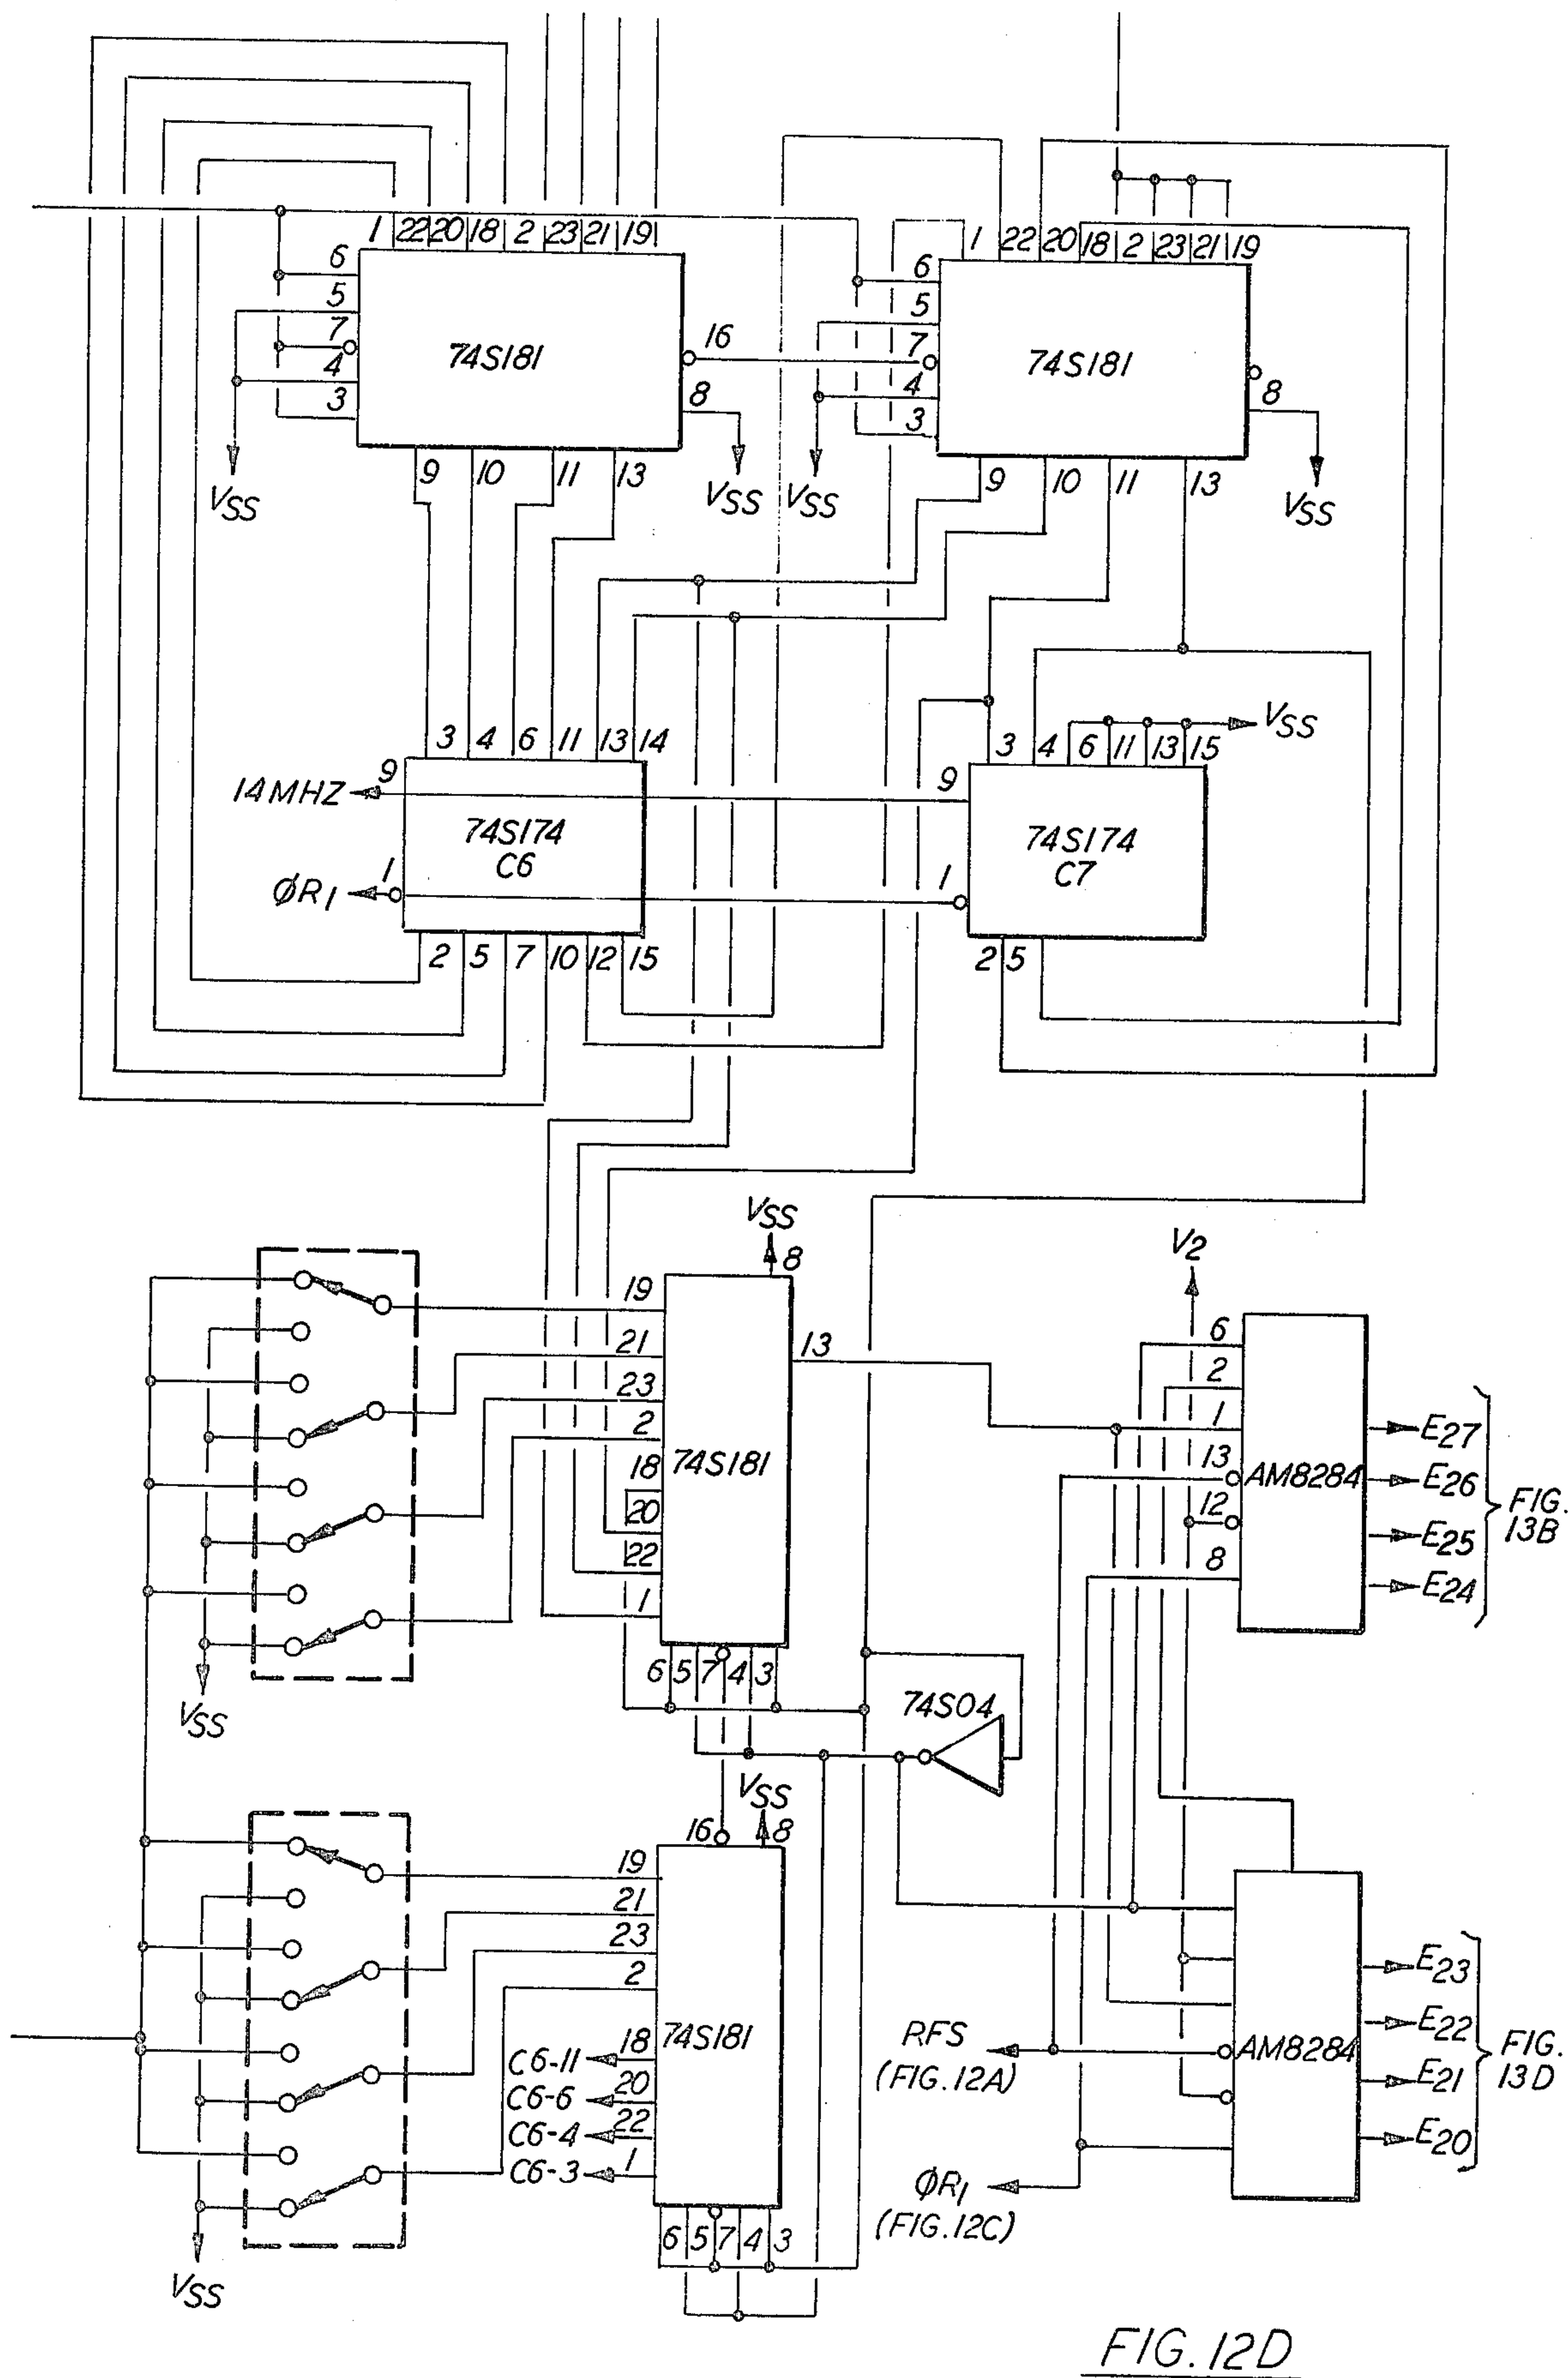 1 22 20 18 2 23 21 19
1 22 20 18 2 23 21 19
6
5
7
4
3
74S181
16
8
6
5
7
4
3
74S181
8
VSS
9 10 11 13
VSS
VSS
9 10 11 13
VSS
3 4 6 11 13 14
3 4 6 11 13 15
VSS
14MHZ
9
74S174
C6
9
74S174
C7
ØR1
1
1
2 5 7 10 12 15
2 5
VSS
8
V2
19
21
23
2
18
20
22
1
74S181
13
6
2
1
13
12
8
AM8284
E27
E26
E25
E24
FIG.
13B
6 5 7 4 3
VSS
74S04
VSS
16
8
19
21
23
2
18
20
22
1
74S181
C6-11
C6-6
C6-4
C6-3
RFS
(FIG.12A)
AM8284
E23
E22
E21
E20
FIG.
13D
ØR1
(FIG.12C)
6 5 7 4 3
VSS
FIG.12D